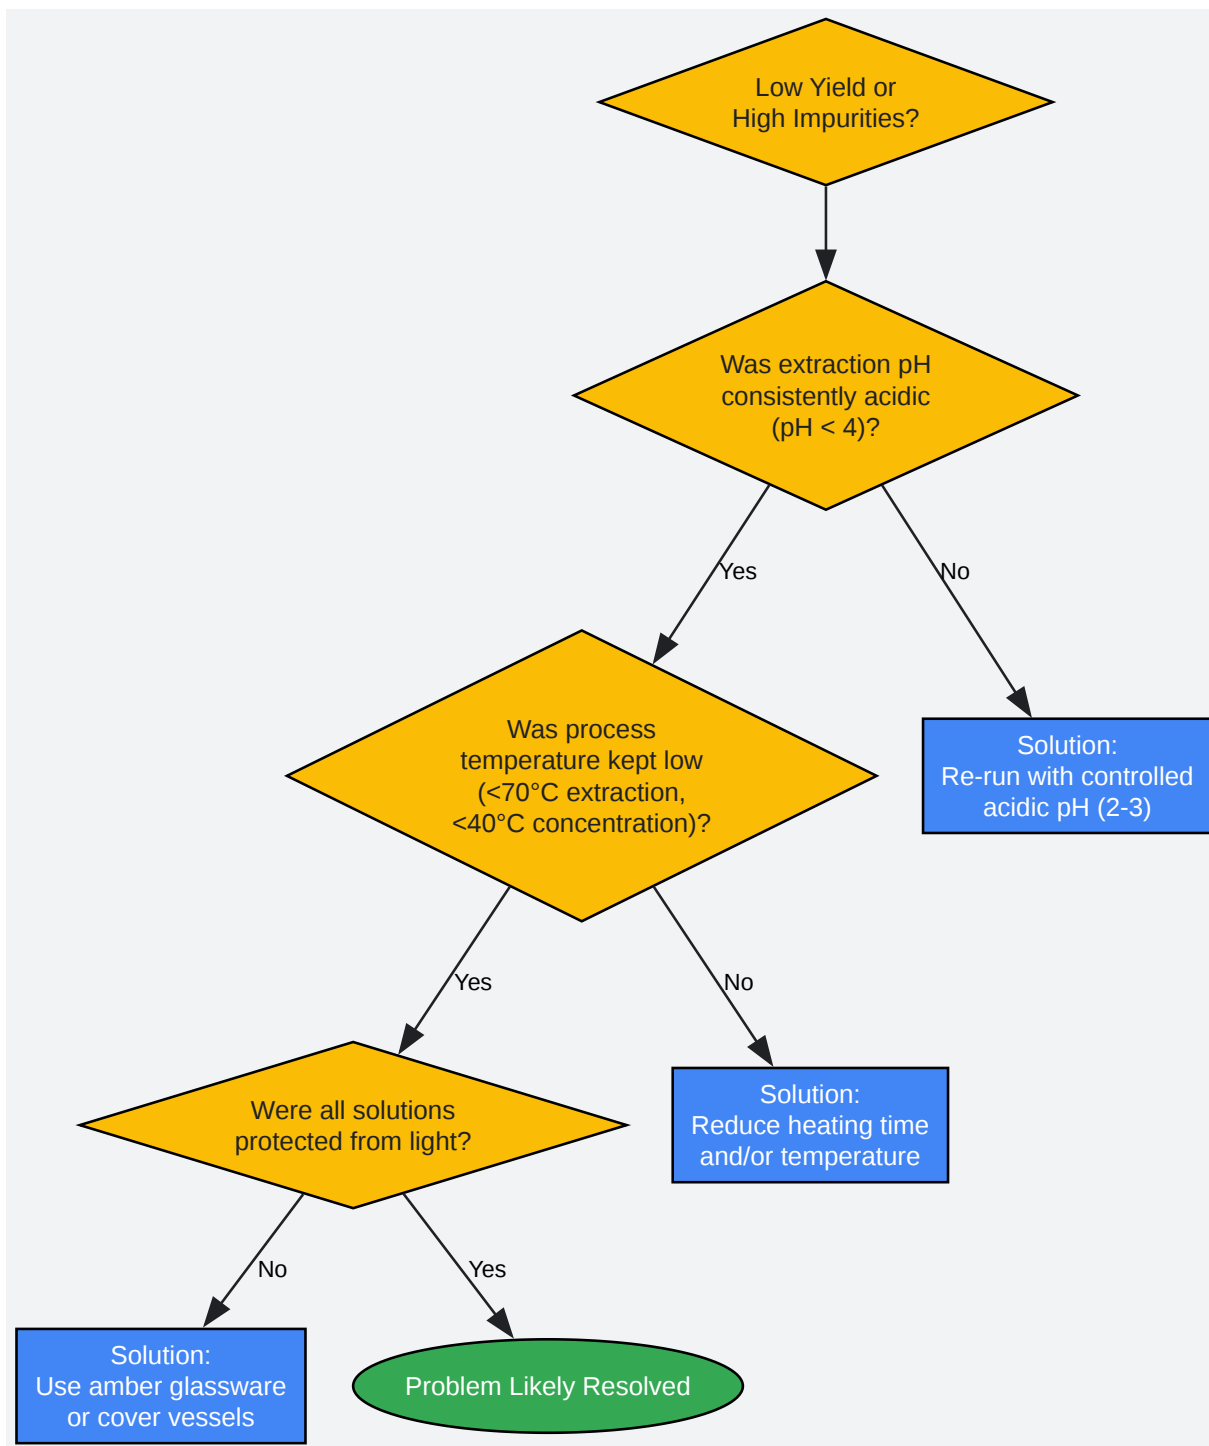 Low Yield or
High Impurities?
Was extraction pH
consistently acidic
(pH < 4)?
Yes
No
Was process
temperature kept low
(<70°C extraction,
<40°C concentration)?
Solution:
Re-run with controlled
acidic pH (2-3)
Yes
No
Were all solutions
protected from light?
Solution:
Reduce heating time
and/or temperature
No
Yes
Solution:
Use amber glassware
or cover vessels
Problem Likely Resolved